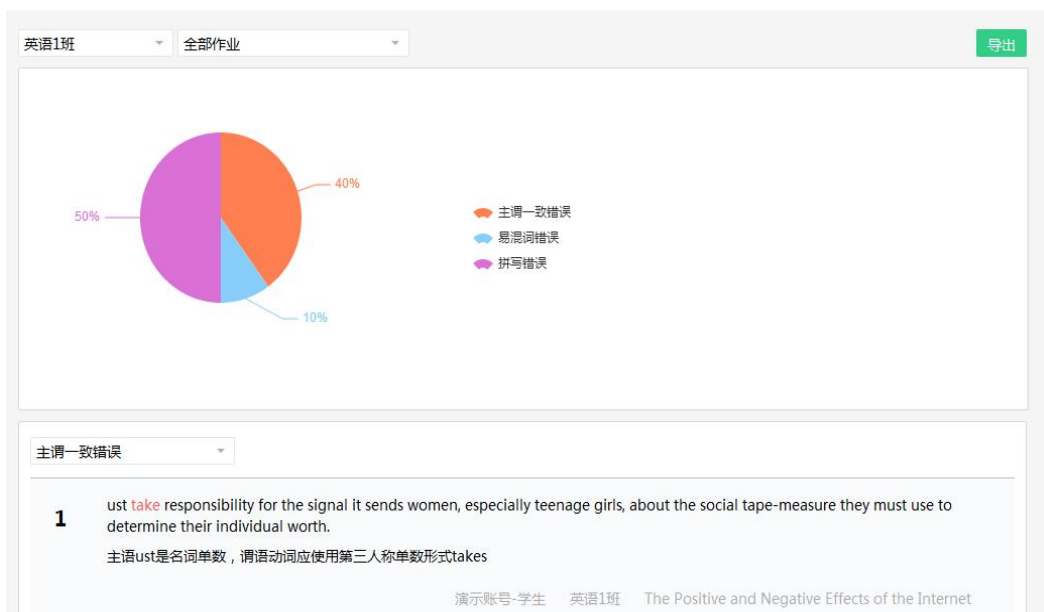 英语1班 全部作业 导出
40%
50%
10%
主谓一致错误
易混词错误
拼写错误
主谓一致错误
1
ust take responsibility for the signal it sends women, especially teenage girls, about the social tape-measure they must use to
determine their individual worth.
主语ust是名词单数，谓语动词应使用第三人称单数形式takes
演示账号-学生 英语1班 The Positive and Negative Effects of the Internet